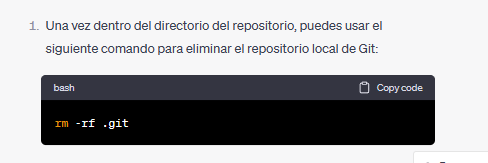 1. Una vez dentro del directorio del repositorio, puedes usar el
siguiente comando para eliminar el repositorio local de Git:
bash Copy code
rm -rf .git